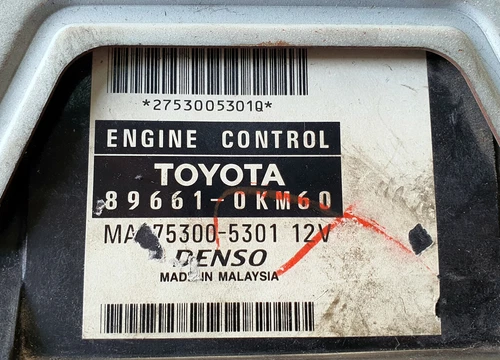 *2753005301Q*
ENGINE CONTROL
TOYOTA
89661-0KM60
MA 75300-5301 12V
DENSO
MADE IN MALAYSIA